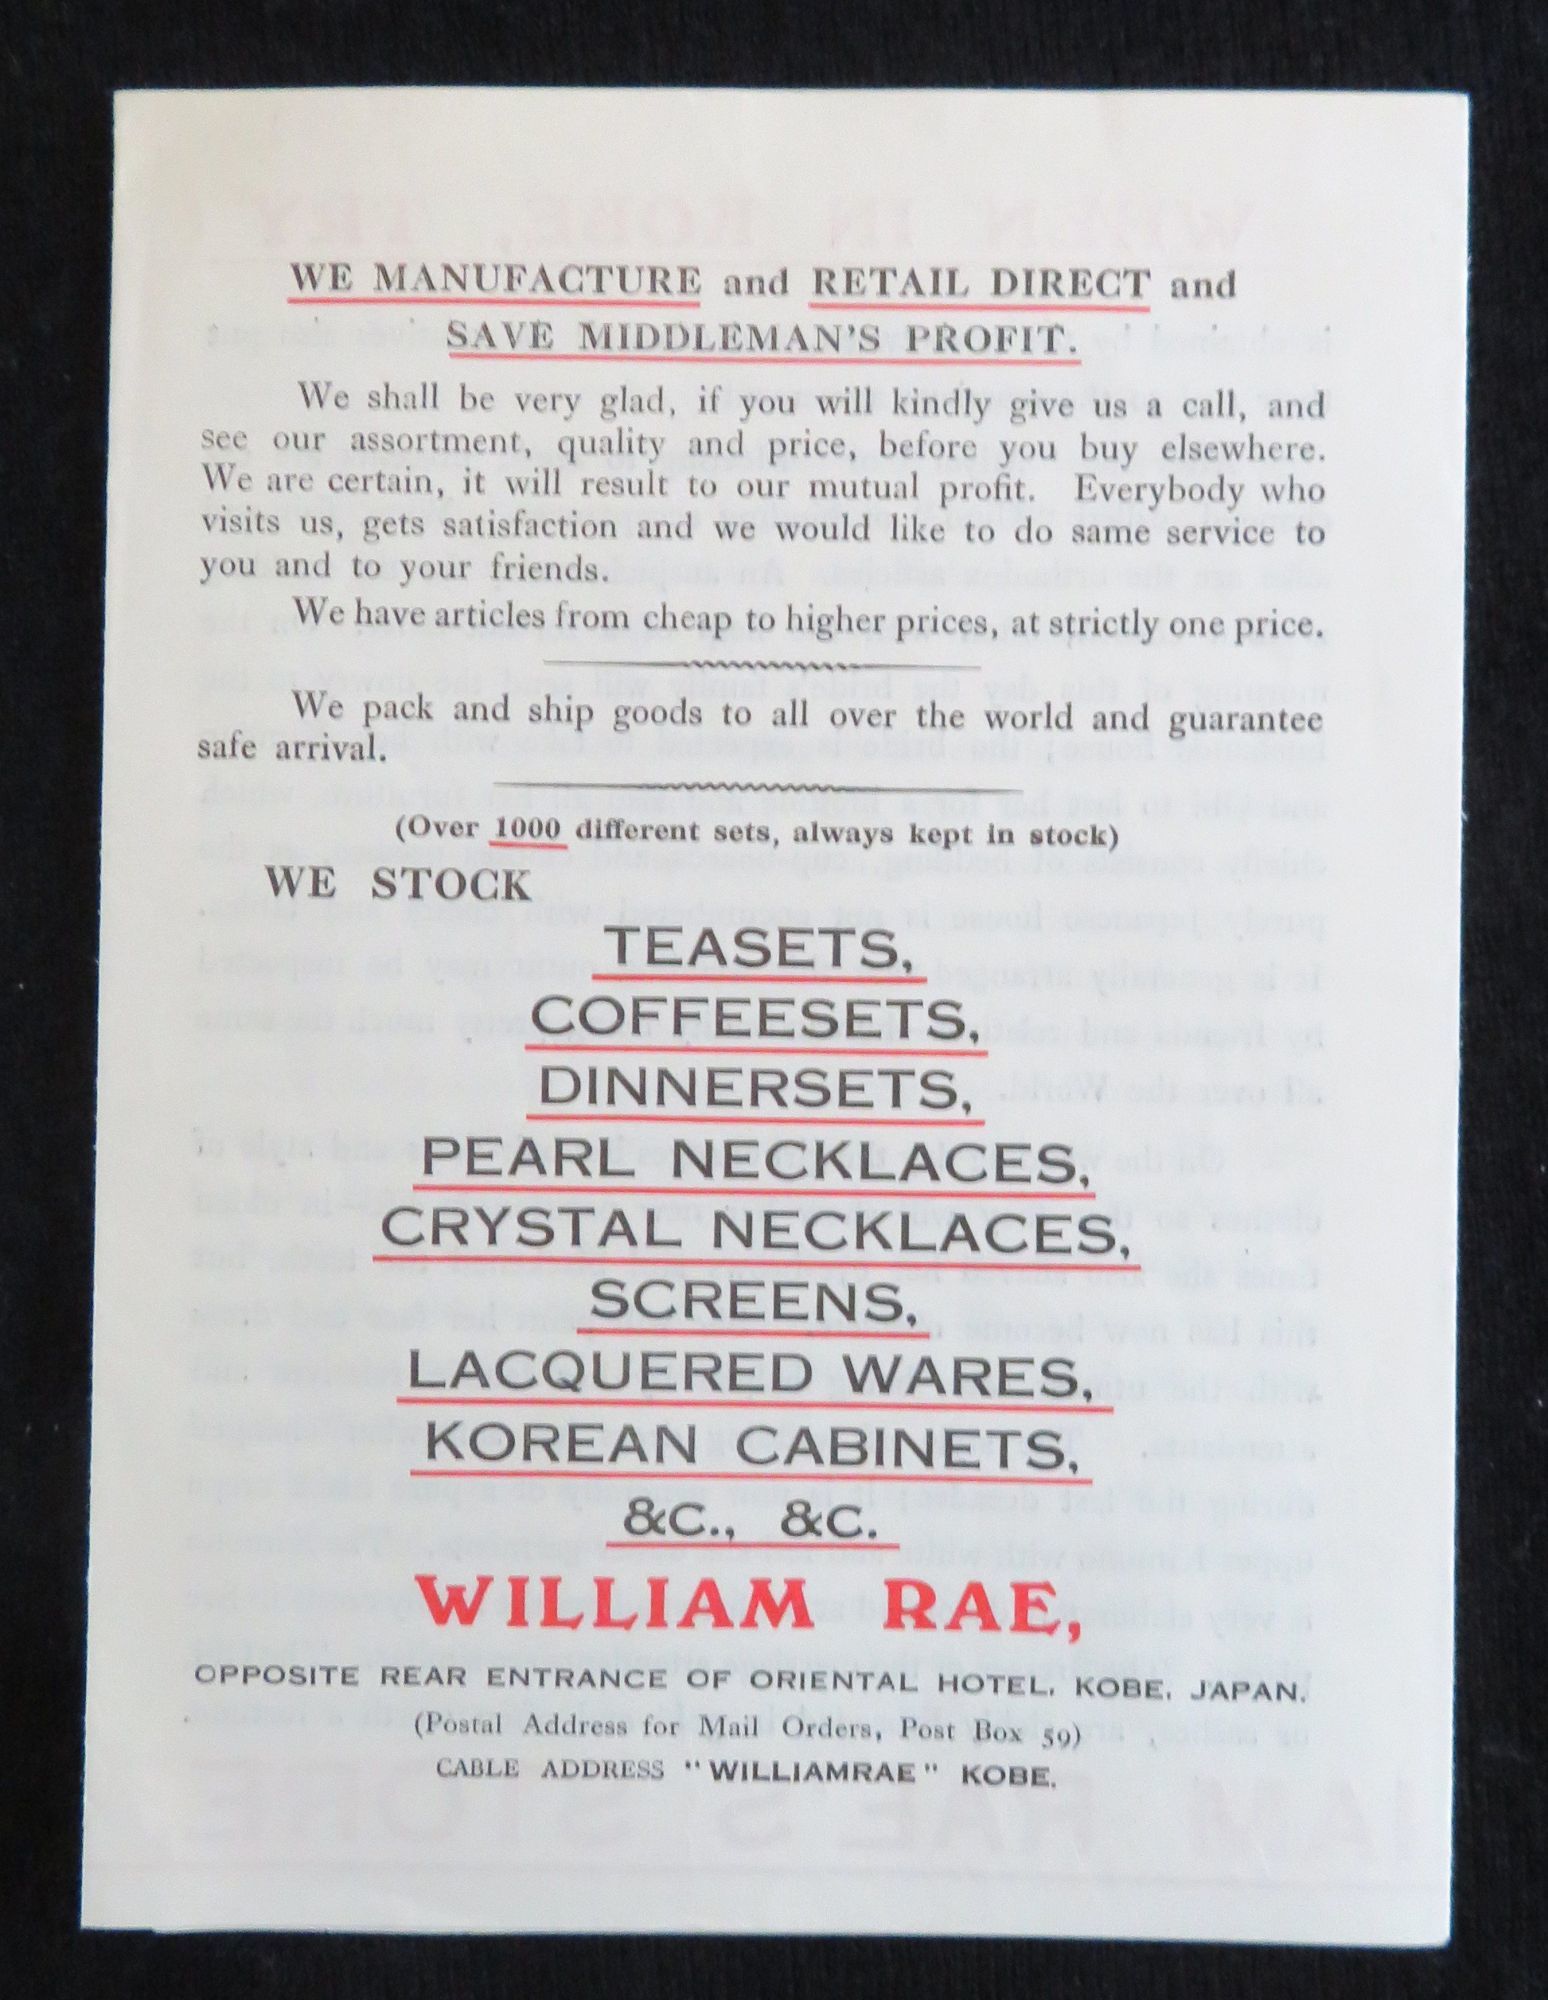 WE MANUFACTURE and RETAIL DIRECT and
SAVE MIDDLEMAN'S PROFIT.
We shall be very glad, if you will kindly give us a call, and
see our assortment, quality and price, before you buy elsewhere.
We are certain, it will result to our mutual profit. Everybody who
visits us, gets satisfaction and we would like to do same service to
you and to your friends.
We have articles from cheap to higher prices, at strictly one price.
We pack and ship goods to all over the world and guarantee
safe arrival.
(Over 1000 different sets, always kept in stock)
WE STOCK
TEASETS,
COFFEESETS,
DINNERSETS,
PEARL NECKLACES,
CRYSTAL NECKLACES,
SCREENS,
LACQUERED WARES,
KOREAN CABINETS,
&C., &C.
WILLIAM RAE,
OPPOSITE REAR ENTRANCE OF ORIENTAL HOTEL, KOBE, JAPAN.
(Postal Address for Mail Orders, Post Box 59)
CABLE ADDRESS "WILLIAMRAE" KOBE.